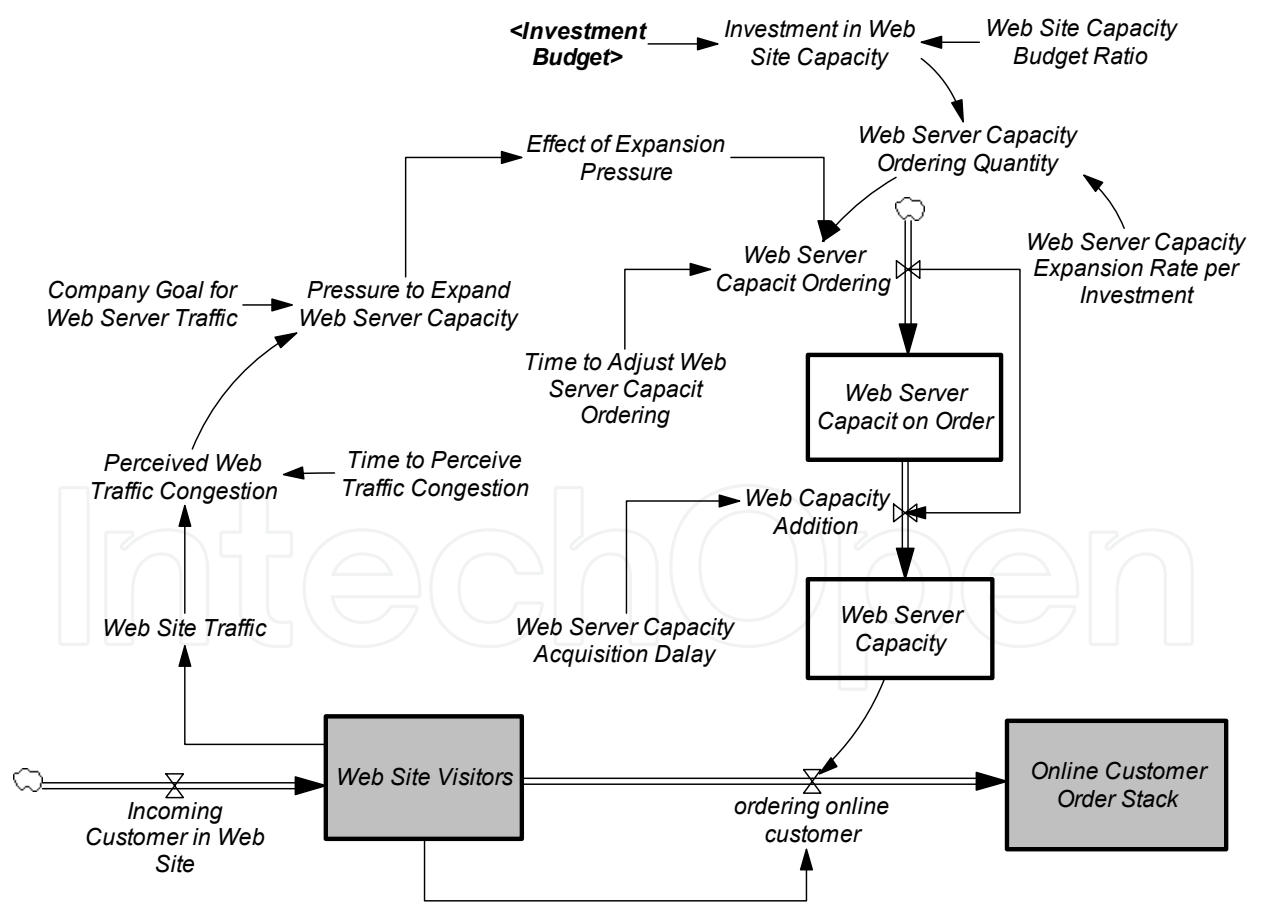 <Investment
Budget>
Investment in Web
Site Capacity
Web Site Capacity
Budget Ratio
Effect of Expansion
Pressure
Web Server Capacity
Ordering Quantity
Web Server
Capacit Ordering
Web Server Capacity
Expansion Rate per
Investment
Company Goal for
Web Server Traffic
Pressure to Expand
Web Server Capacity
Time to Adjust Web
Server Capacit
Ordering
Web Server
Capacit on Order
Perceived Web
Traffic Congestion
Time to Perceive
Traffic Congestion
Web Capacity
Addition
IntechOpen
Web Site Traffic
Web Server Capacity
Acquisition Dalay
Web Server
Capacity
Web Site Visitors
Online Customer
Order Stack
Incoming
Customer in Web
Site
ordering online
customer